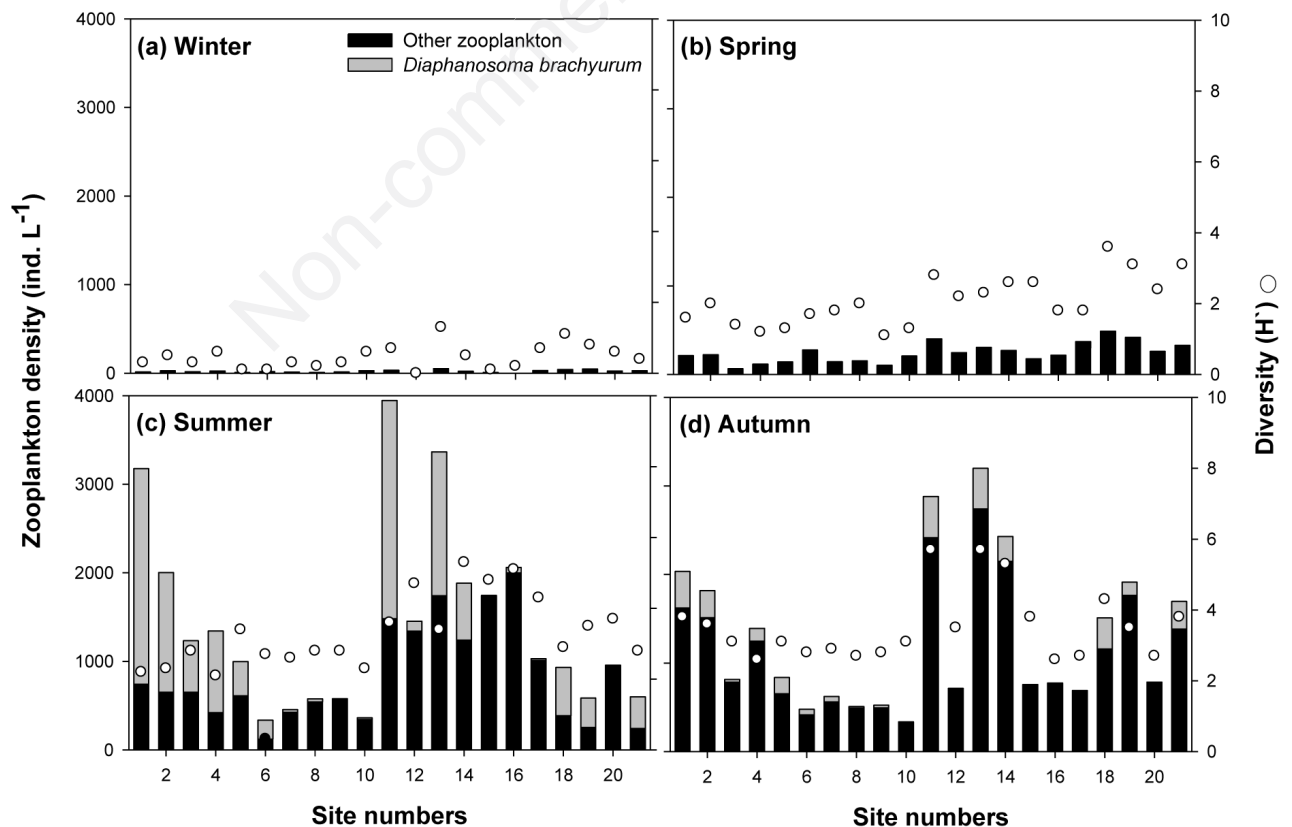 Non-comme
(a) Winter
Other zooplankton
Diaphanosoma brachyurum
(b) Spring
4000
3000
2000
1000
0
10
8
6
4
2
0
(c) Summer
(d) Autumn
4000
3000
2000
1000
0
10
8
6
4
2
0
2 4 6 8 10 12 14 16 18 20
2 4 6 8 10 12 14 16 18 20
Site numbers
Site numbers
Zooplankton density (ind. L-1)
Diversity (H`)